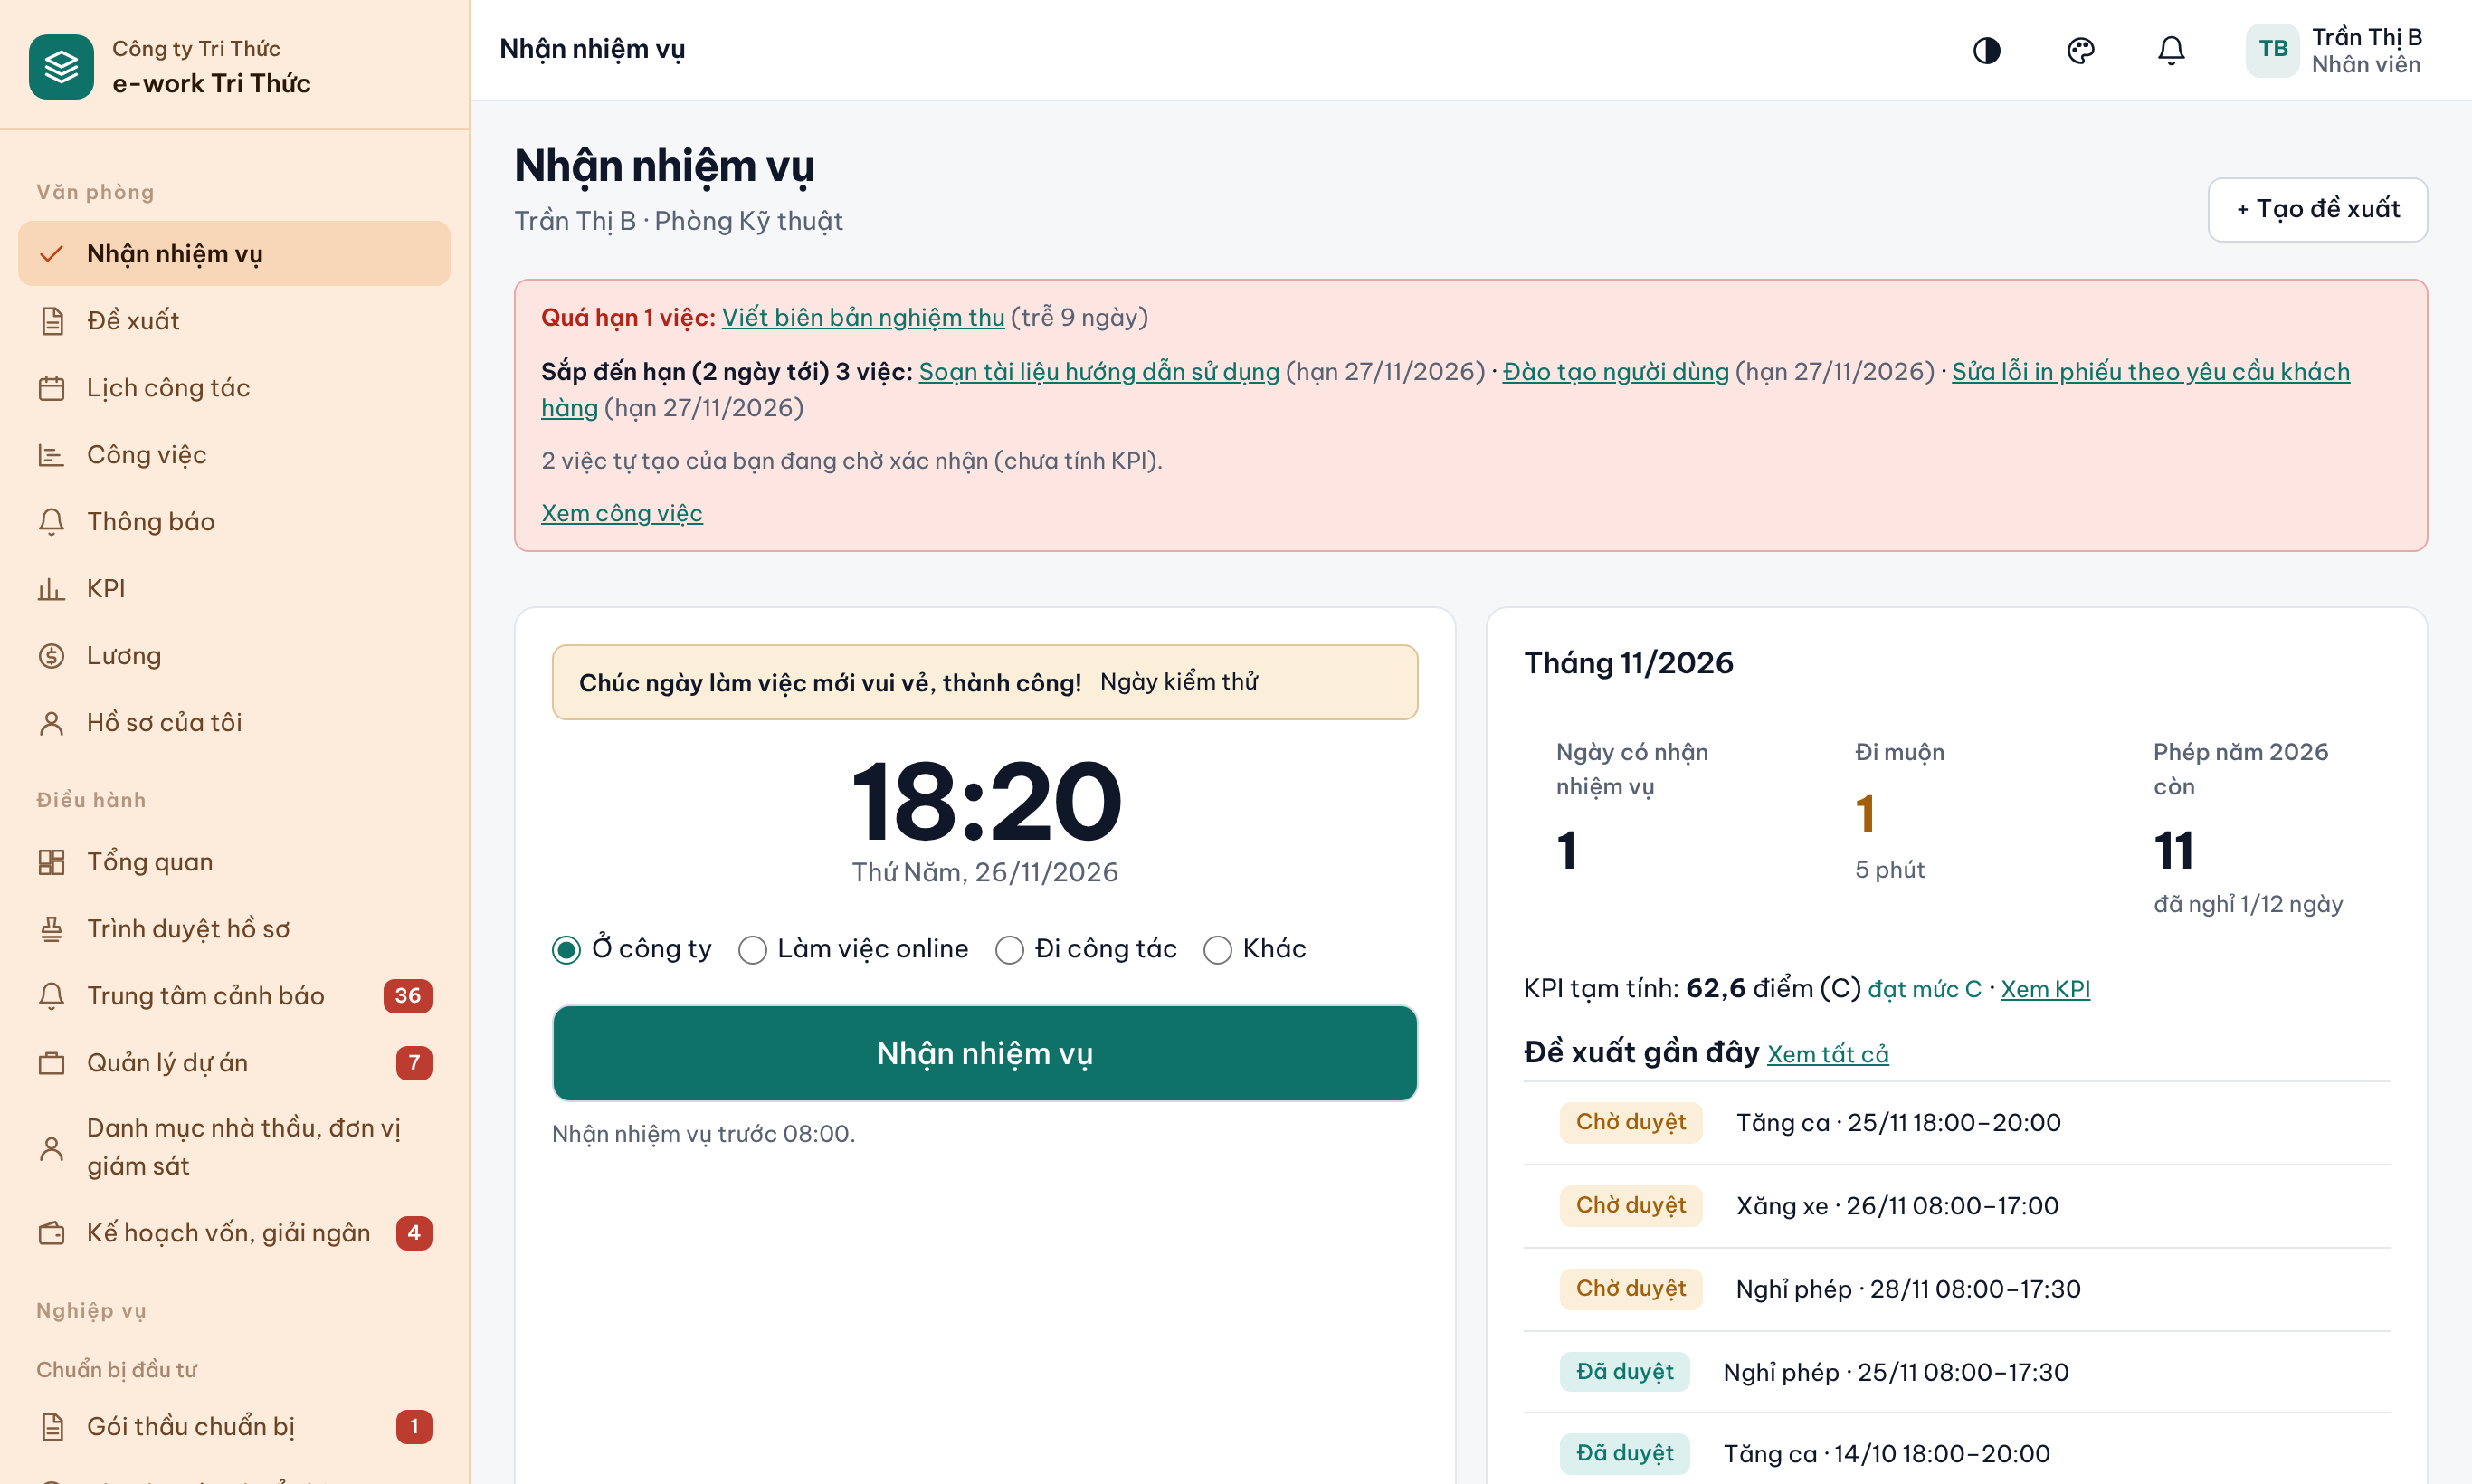 Công ty Tri Thức
e-work Tri Thức
Văn phòng
Nhận nhiệm vụ
Đề xuất
Lịch công tác
Công việc
Thông báo
KPI
Lương
Hồ sơ của tôi
Điều hành
Tổng quan
Trình duyệt hồ sơ
Trung tâm cảnh báo 36
Quản lý dự án 7
Danh mục nhà thầu, đơn vị
giám sát
Kế hoạch vốn, giải ngân 4
Nghiệp vụ
Chuẩn bị đầu tư
Gói thầu chuẩn bị 1
Nhận nhiệm vụ
TB
Trần Thị B
Nhân viên
Nhận nhiệm vụ
Trần Thị B · Phòng Kỹ thuật
+ Tạo đề xuất
Quá hạn 1 việc: Viết biên bản nghiệm thu (trễ 9 ngày)
Sắp đến hạn (2 ngày tới) 3 việc: Soạn tài liệu hướng dẫn sử dụng (hạn 27/11/2026) · Đào tạo người dùng (hạn 27/11/2026) · Sửa lỗi in phiếu theo yêu cầu khách
hàng (hạn 27/11/2026)
2 việc tự tạo của bạn đang chờ xác nhận (chưa tính KPI).
Xem công việc
Chúc ngày làm việc mới vui vẻ, thành công! Ngày kiểm thử
18:20
Thứ Năm, 26/11/2026
Ở công ty Làm việc online Đi công tác Khác
Nhận nhiệm vụ
Nhận nhiệm vụ trước 08:00.
Tháng 11/2026
Ngày có nhận
nhiệm vụ
1
Đi muộn
1
5 phút
Phép năm 2026
còn
11
đã nghỉ 1/12 ngày
KPI tạm tính: 62,6 điểm (C) đạt mức C · Xem KPI
Đề xuất gần đây Xem tất cả
Chờ duyệt Tăng ca · 25/11 18:00–20:00
Chờ duyệt Xăng xe · 26/11 08:00–17:00
Chờ duyệt Nghỉ phép · 28/11 08:00–17:30
Đã duyệt Nghỉ phép · 25/11 08:00–17:30
Đã duyệt Tăng ca · 14/10 18:00–20:00